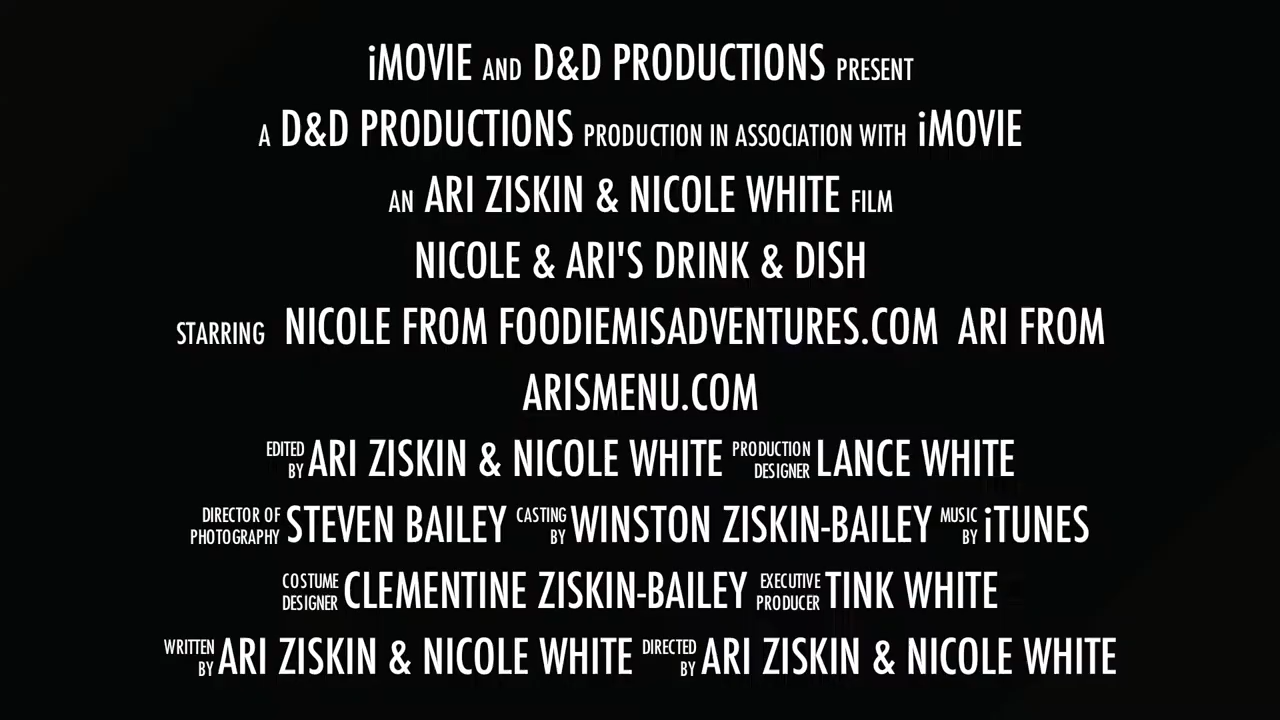 iMOVIE AND D&D PRODUCTIONS PRESENT
A D&D PRODUCTIONS PRODUCTION IN ASSOCIATION WITH iMOVIE
AN ARI ZISKIN & NICOLE WHITE FILM
NICOLE & ARI'S DRINK & DISH
STARRING NICOLE FROM FOODIEMISADVENTURES.COM ARI FROM
ARISMENU.COM
EDITED BY ARI ZISKIN & NICOLE WHITE PRODUCTION DESIGNER LANCE WHITE
DIRECTOR OF PHOTOGRAPHY STEVEN BAILEY CASTING BY WINSTON ZISKIN-BAILEY MUSIC BY iTUNES
COSTUME DESIGNER CLEMENTINE ZISKIN-BAILEY EXECUTIVE PRODUCER TINK WHITE
WRITTEN BY ARI ZISKIN & NICOLE WHITE DIRECTED BY ARI ZISKIN & NICOLE WHITE